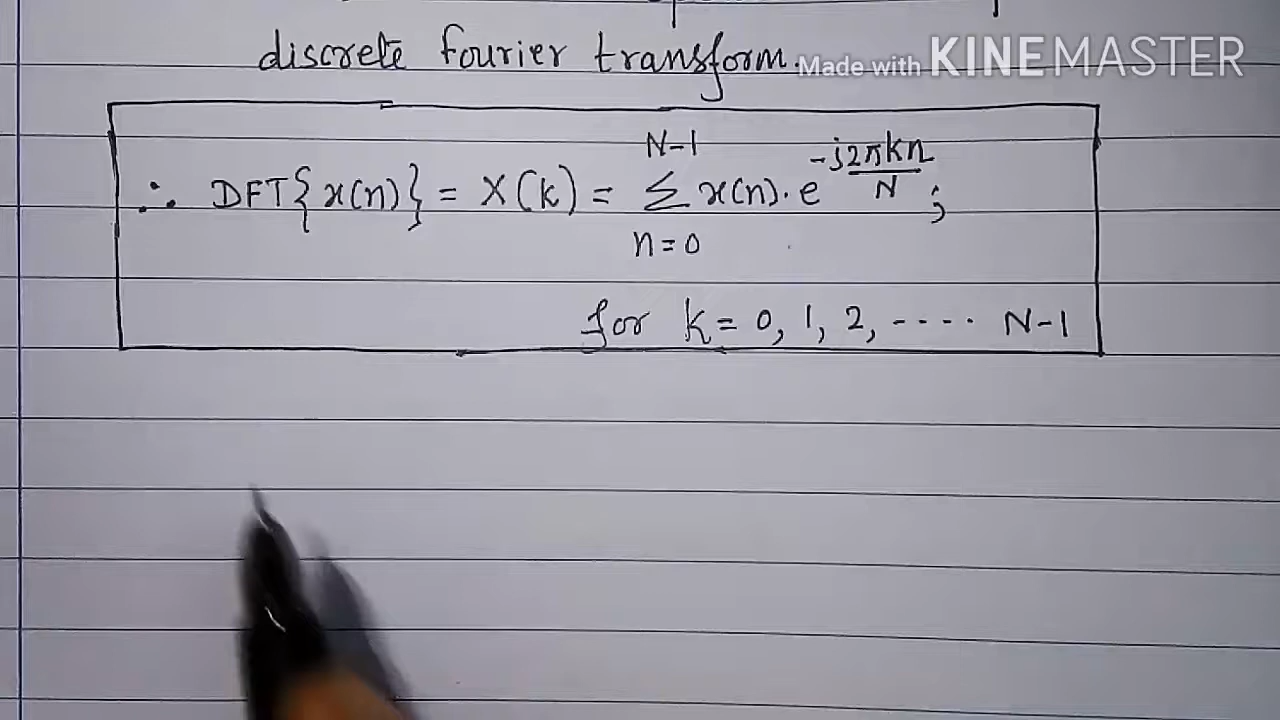 discrete fourier transform.
Made with KINEMASTER
∴ DFT{x(n)} = X(k) = N-1 Σ n=0 x(n). e -j2πkn/N ;
for k = 0, 1, 2, ---- N-1